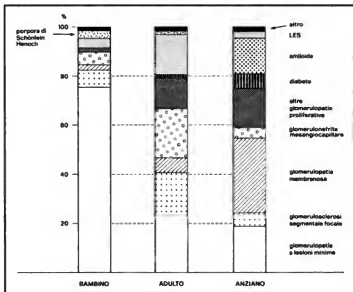 %
100
80
60
40
20
porpora di
Schönlein
Henoch
altro
LES
amiloide
diabete
altre
glomerulopatie
proliferative
glomerulonefrite
mesangiocapillare
glomerulopatia
membranosa
glomerulosclerosi
segmentale focale
glomerulopatia
a lesioni minime
BAMBINO
ADULTO
ANZIANO